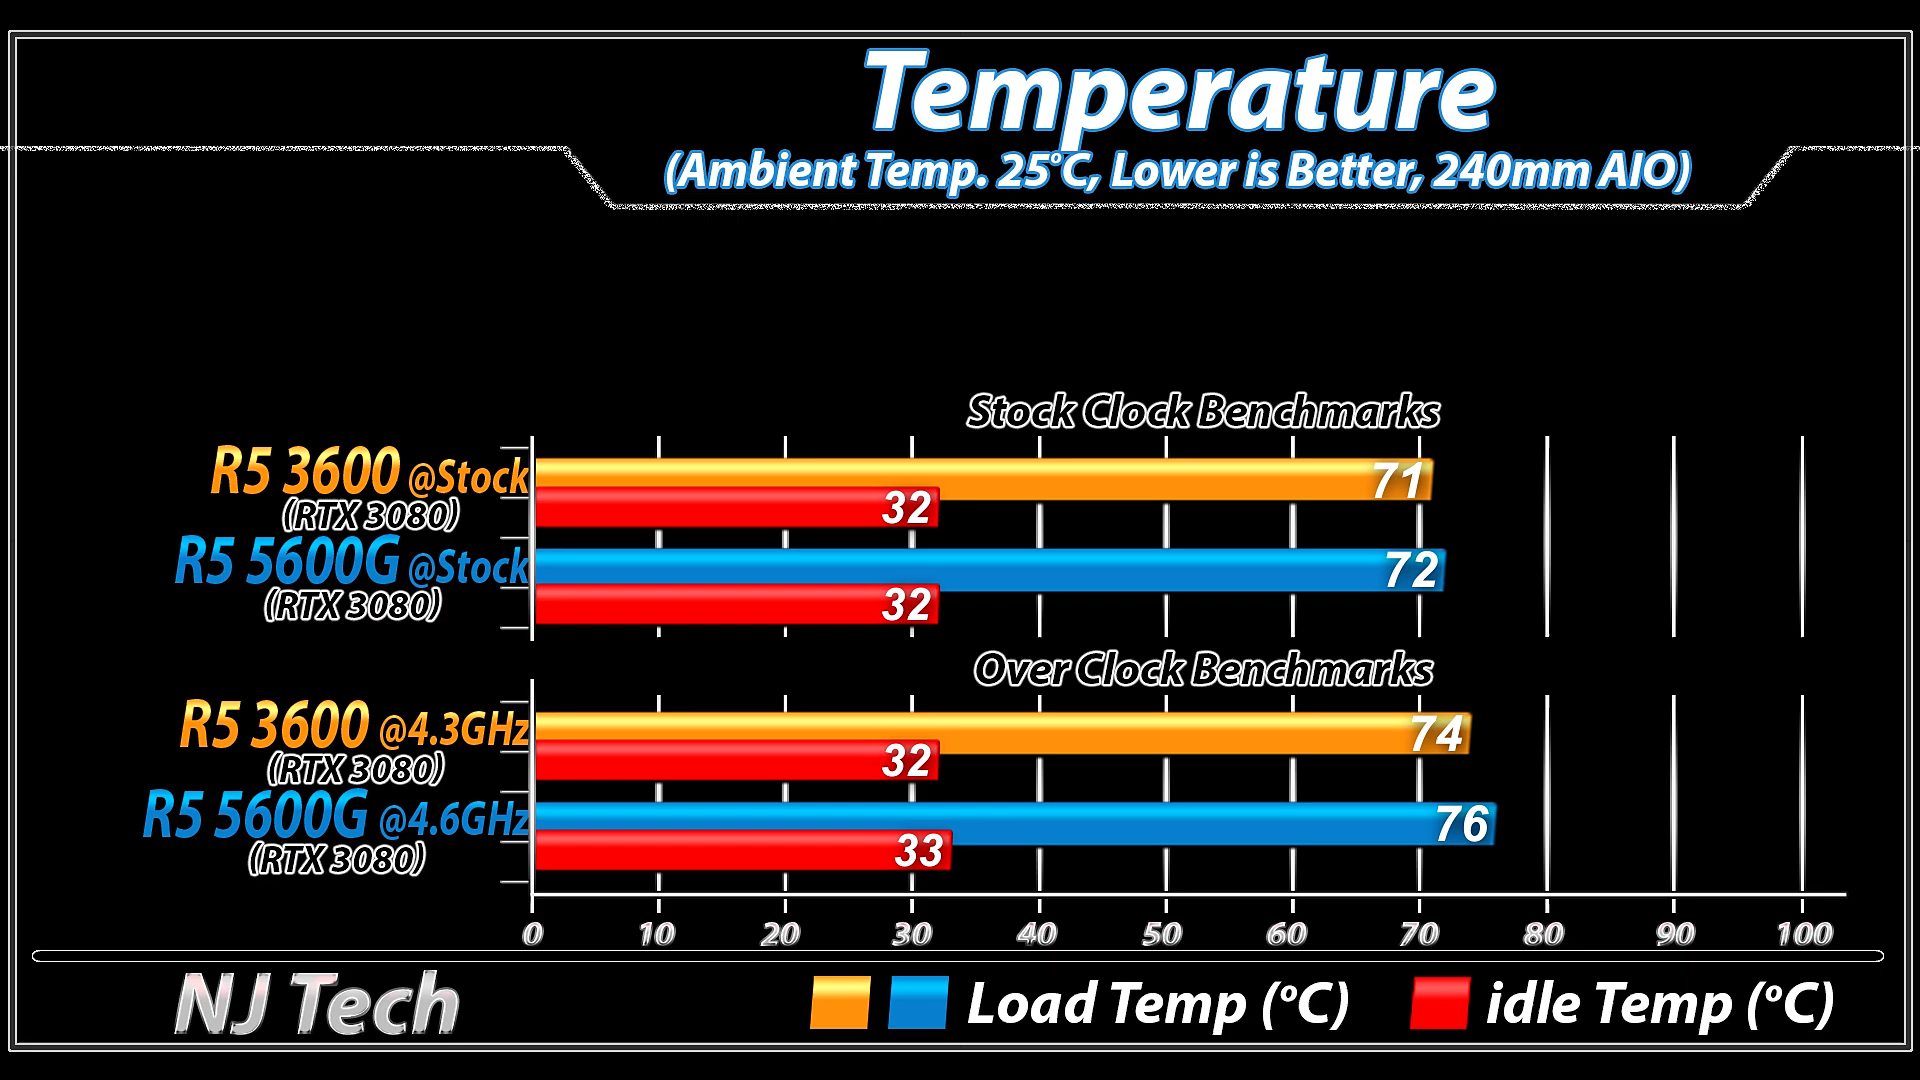 Temperature
(Ambient Temp. 25°C, Lower is Better, 240mm AIO)
Stock Clock Benchmarks
R5 3600 @Stock
71
(RTX 3080)
32
R5 5600G @Stock
72
(RTX 3080)
32
Over Clock Benchmarks
R5 3600 @4.3GHz
74
(RTX 3080)
32
R5 5600G @4.6GHz
76
(RTX 3080)
33
0 10 20 30 40 50 60 70 80 90 100
NJ Tech
Load Temp (°C) idle Temp (°C)